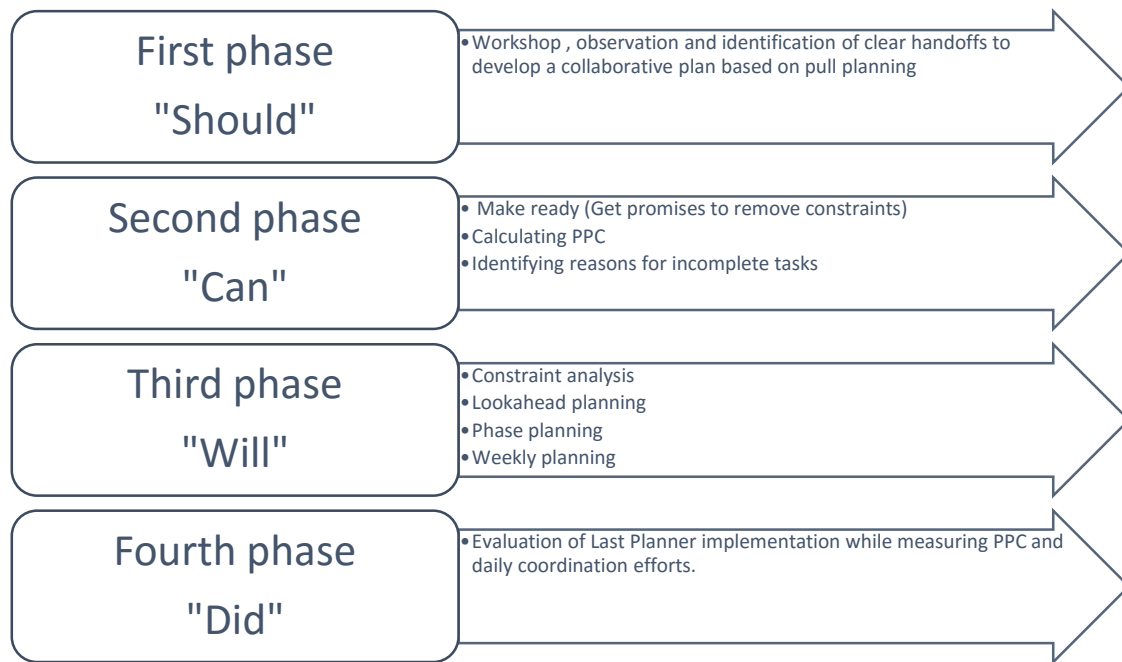 First phase
"Should"
•Workshop , observation and identification of clear handoffs to
develop a collaborative plan based on pull planning
Second phase
"Can"
• Make ready (Get promises to remove constraints)
•Calculating PPC
•Identifying reasons for incomplete tasks
Third phase
"Will"
•Constraint analysis
•Lookahead planning
•Phase planning
•Weekly planning
Fourth phase
"Did"
•Evaluation of Last Planner implementation while measuring PPC and
daily coordination efforts.